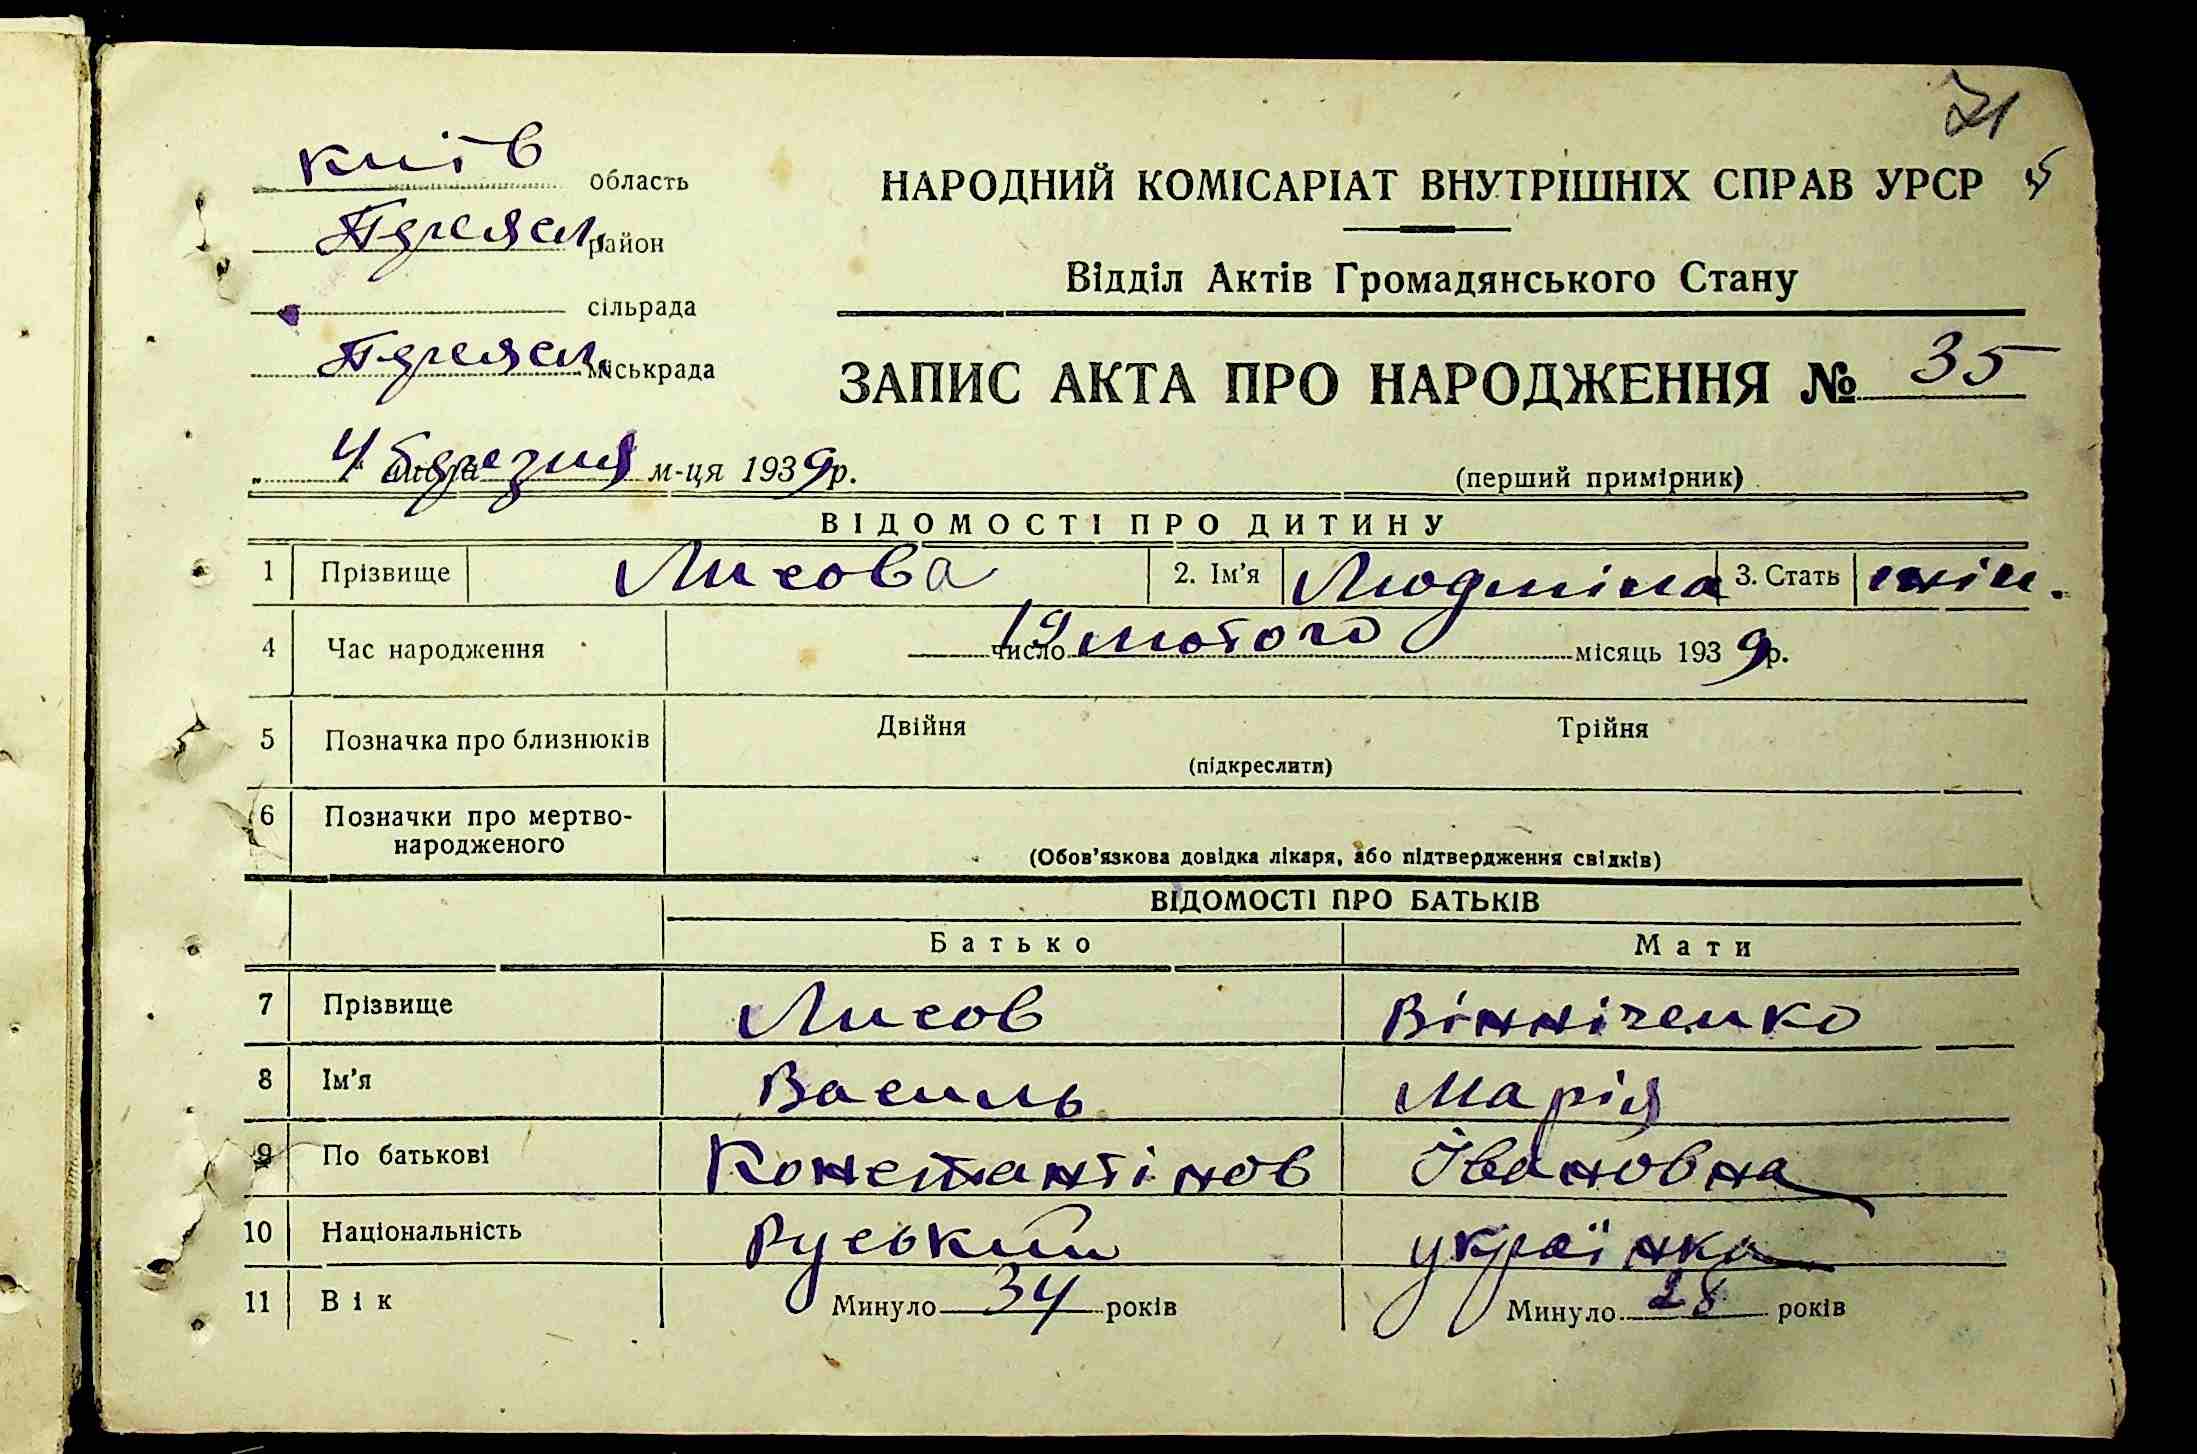 71
Київ область
НАРОДНИЙ КОМІСАРІАТ ВНУТРІШНІХ СПРАВ УРСР
Переясл. район
Відділ Актів Громадянського Стану
сільрада
Переясл. міськрада
ЗАПИС АКТА ПРО НАРОДЖЕННЯ № 35
„ 4 “ числа березня м-ця 1939 р.
(перший примірник)
ВІДОМОСТІ ПРО ДИТИНУ
1 Прізвище Лисова 2. Ім'я Людміла 3. Стать жін.
4 Час народження 19 число лютого місяць 1939 р.
5 Позначка про близнюків Двійня Трійня
(підкреслити)
6 Позначки про мертво-
народженого
(Обов'язкова довідка лікаря, або підтвердження свідків)
ВІДОМОСТІ ПРО БАТЬКІВ
Батько Мати
7 Прізвище Лисов Вінніченко
8 Ім'я Василь Марія
9 По батькові Константінов Івановна
10 Національність Руський українка
11 Вік Минуло 34 років Минуло 28 років